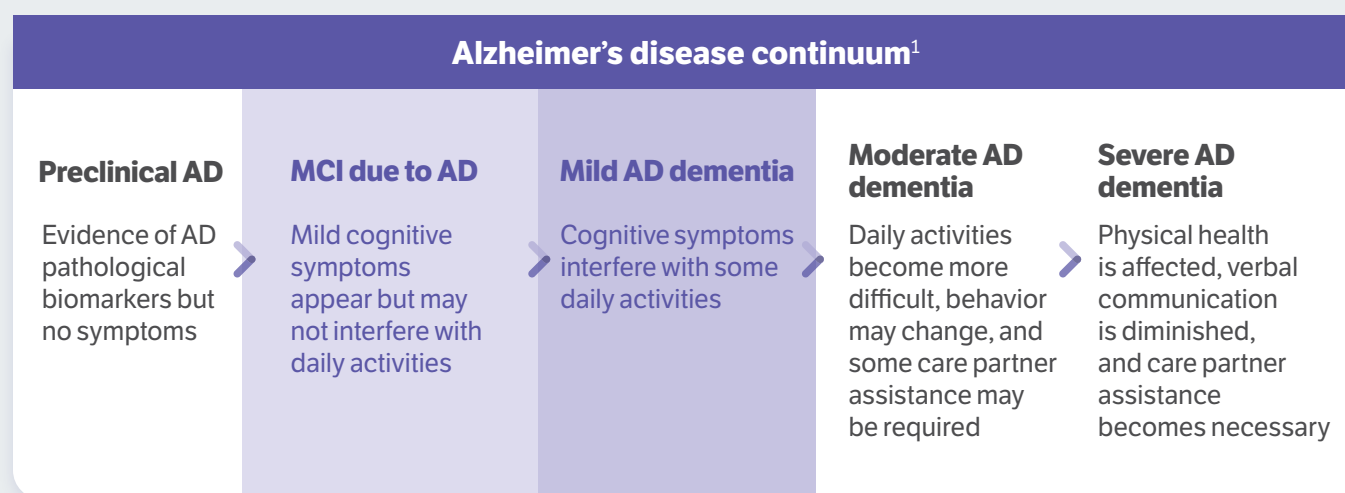 Alzheimer’s disease continuum¹
Preclinical AD
Evidence of AD
pathological
biomarkers but
no symptoms
MCI due to AD
Mild cognitive
symptoms
appear but may
not interfere with
daily activities
Mild AD dementia
Cognitive symptoms
interfere with some
daily activities
Moderate AD
dementia
Daily activities
become more
difficult, behavior
may change, and
some care partner
assistance may
be required
Severe AD
dementia
Physical health
is affected, verbal
communication
is diminished,
and care partner
assistance
becomes necessary